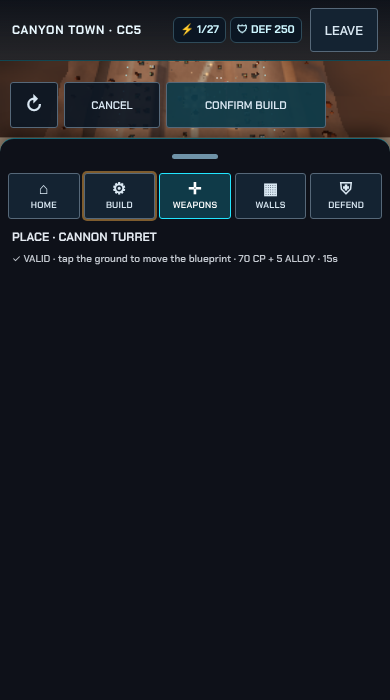 CANYON TOWN · CC5
⚡ 1/27
🛡 DEF 250
LEAVE
↻
CANCEL
CONFIRM BUILD
HOME
BUILD
WEAPONS
WALLS
DEFEND
PLACE · CANNON TURRET
✓ VALID · tap the ground to move the blueprint · 70 CP + 5 ALLOY · 15s